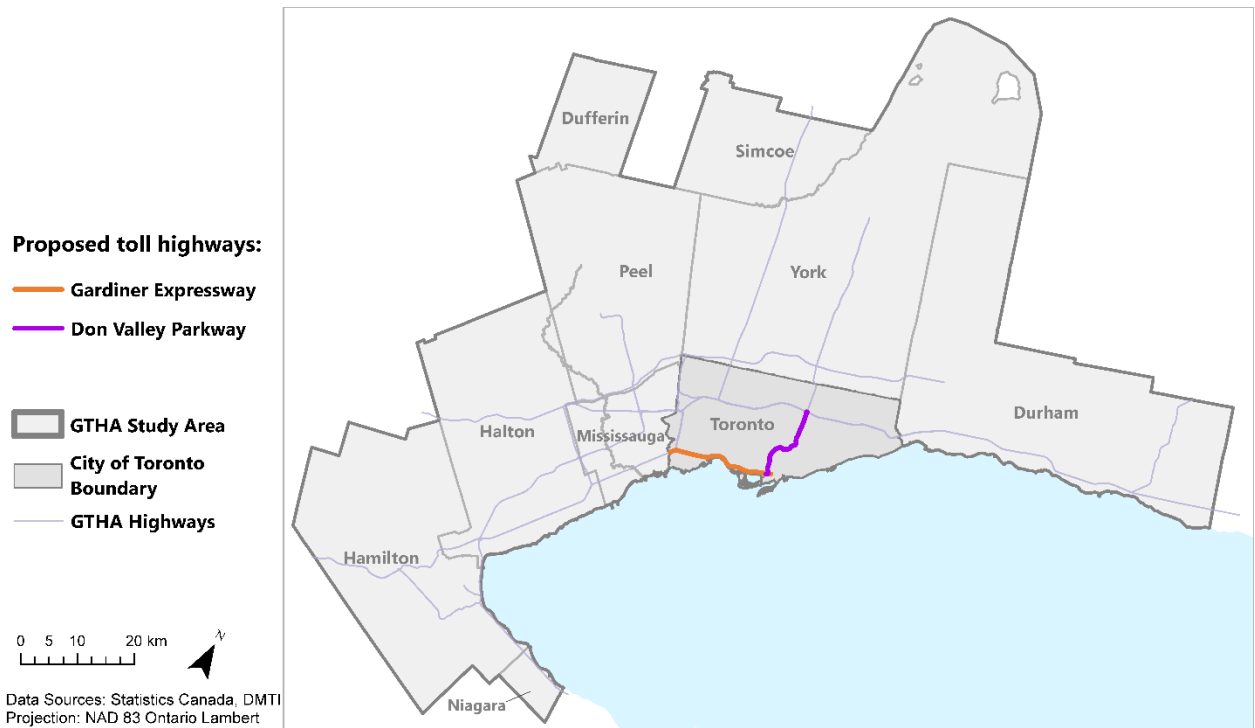 Proposed toll highways:
Gardiner Expressway
Don Valley Parkway
GTHA Study Area
City of Toronto
Boundary
GTHA Highways
0 5 10 20 km
N
Data Sources: Statistics Canada, DMTI
Projection: NAD 83 Ontario Lambert
Dufferin
Simcoe
Peel
York
Durham
Toronto
Halton
Mississauga
Hamilton
Niagara